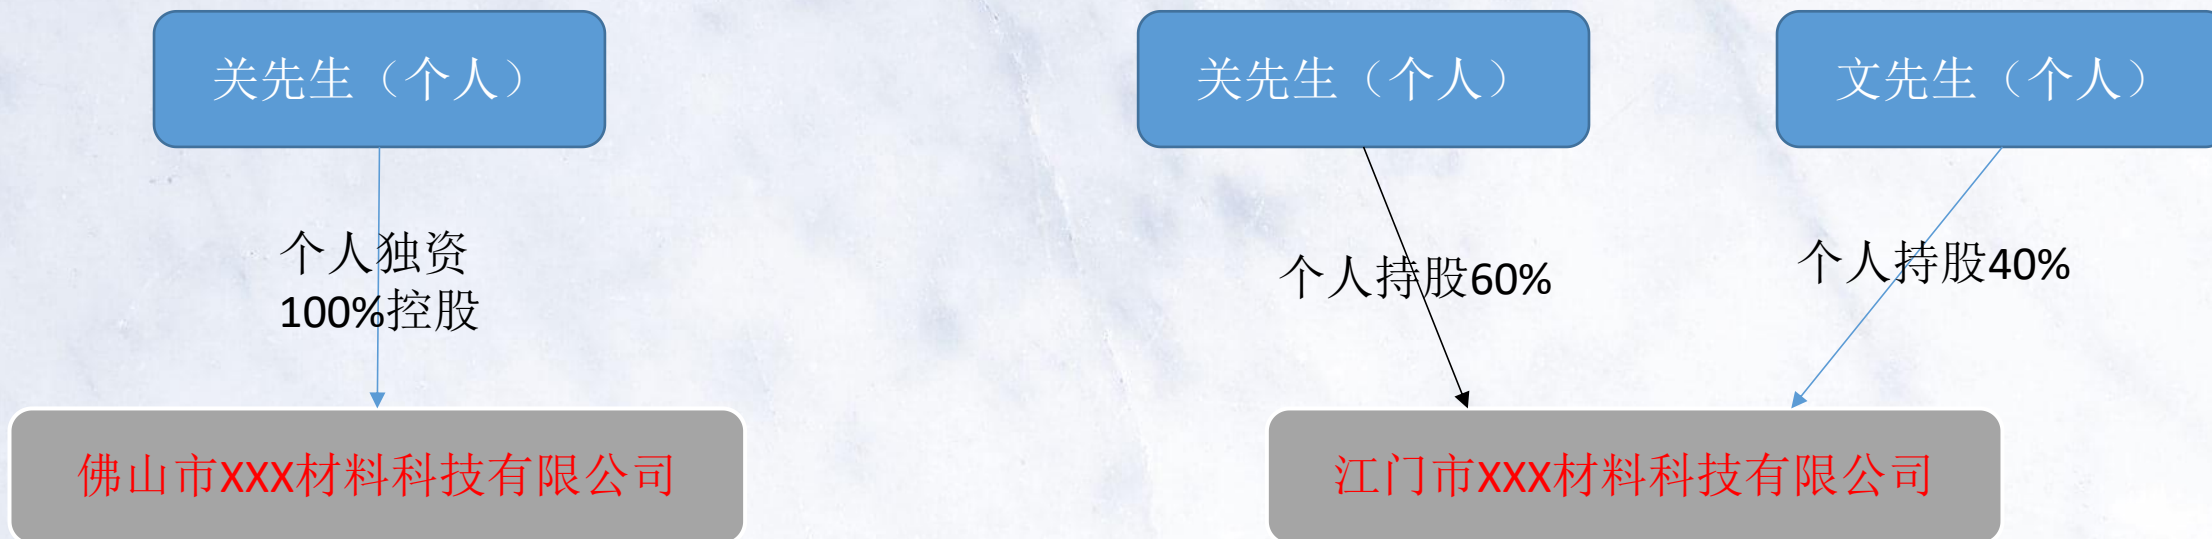 关先生（个人）
关先生（个人）
文先生（个人）
个人独资
100%控股
个人持股60%
个人持股40%
佛山市XXX材料科技有限公司
江门市XXX材料科技有限公司